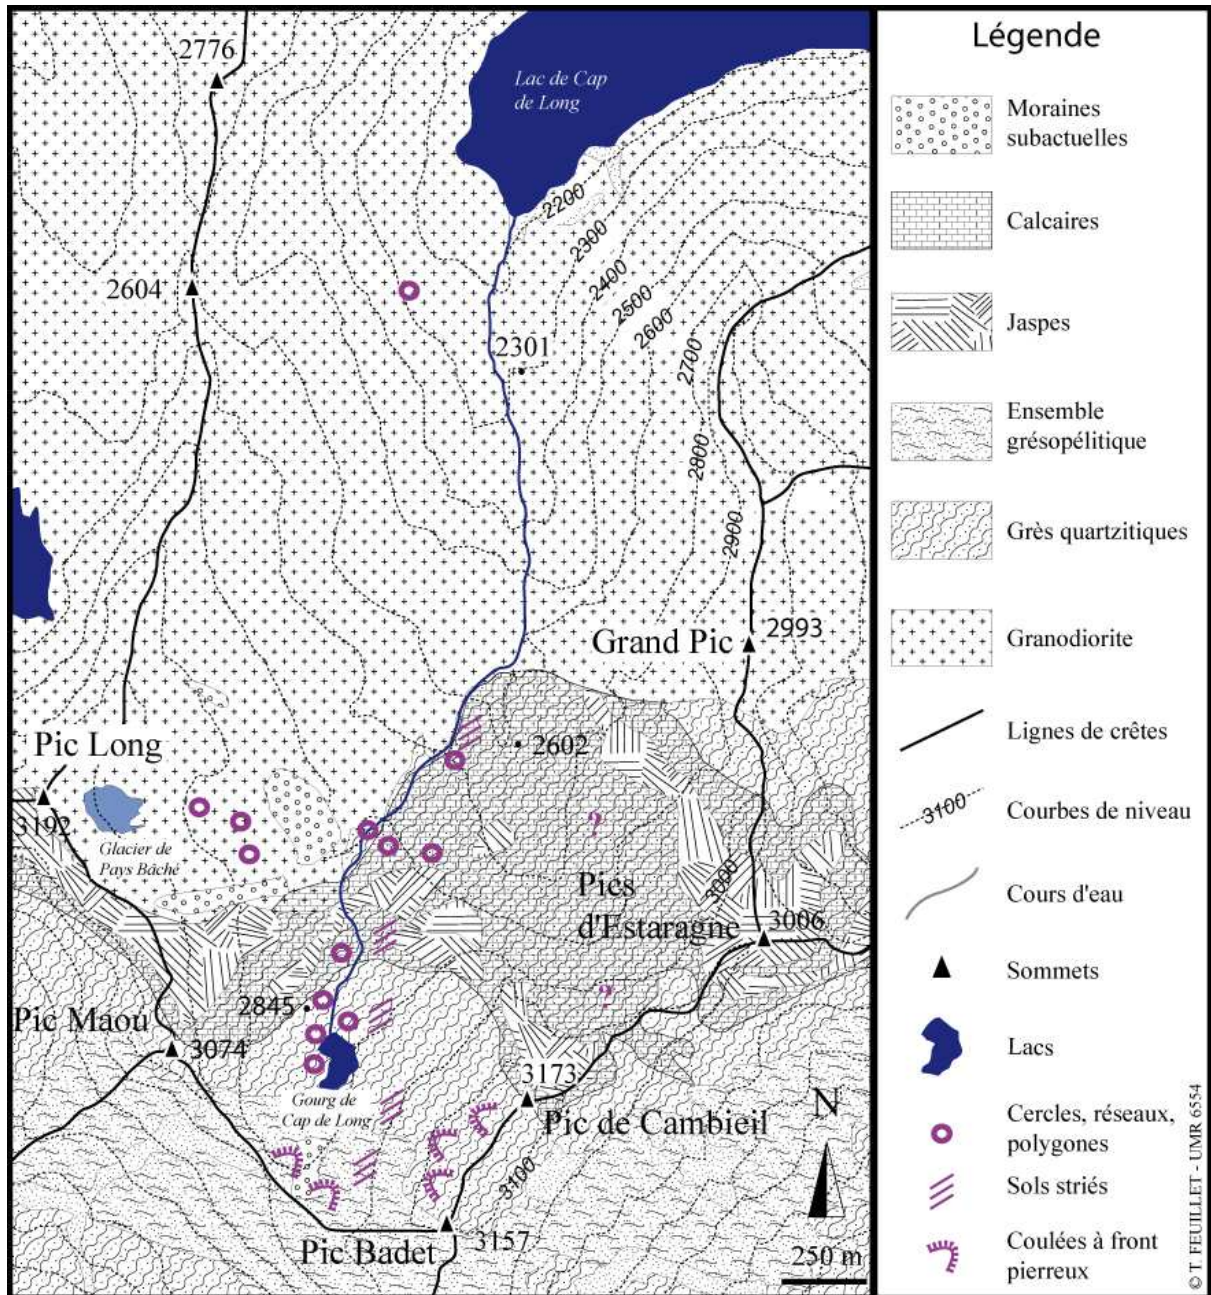 2776
Lac de Cap
de Long
2200
2300
2400
2500
2600
2604
2301
2700
2800
2900
Grand Pic
2993
Pic Long
2602
3192
Glacier de
Pays Bâché
?
3000
Pics
d'Estaragne
3006
?
2845
Pic Maou
3074
3173
Gourg de
Cap de Long
Pic de Cambieil
N
3100
Pic Badet
3157
250 m
Légende
Moraines
subactuelles
Calcaires
Jaspes
Ensemble
grésopélitique
Grès quartzitiques
Granodiorite
Lignes de crêtes
3100
Courbes de niveau
Cours d'eau
Sommets
Lacs
Cercles, réseaux,
polygones
Sols striés
Coulées à front
pierreux
© T. FEUILLET - UMR 6554